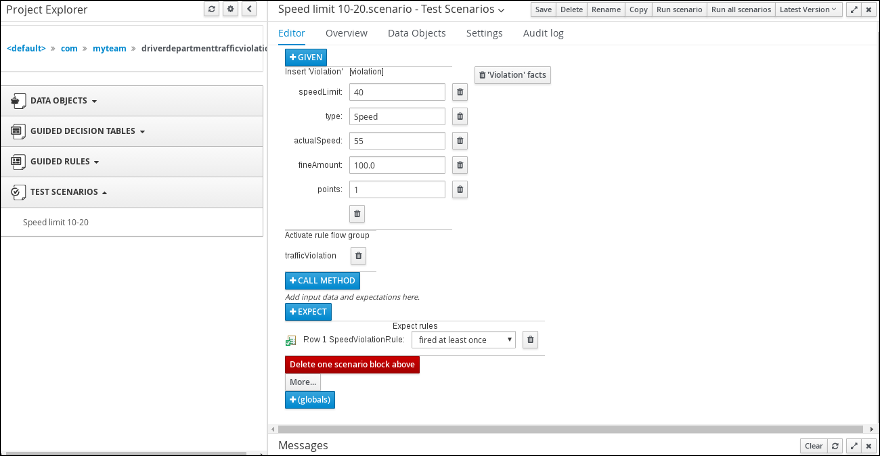 Project Explorer
<default> » com » myteam » driverdepartmenttrafficviolatio
DATA OBJECTS
GUIDED DECISION TABLES
GUIDED RULES
TEST SCENARIOS
Speed limit 10-20
Speed limit 10-20.scenario - Test Scenarios
Save Delete Rename Copy Run scenario Run all scenarios Latest Version
Editor Overview Data Objects Settings Audit log
+ GIVEN
Insert 'Violation' [violation]
'Violation' facts
speedLimit: 40
type: Speed
actualSpeed: 55
fineAmount: 100.0
points: 1
Activate rule flow group
trafficViolation
+ CALL METHOD
Add input data and expectations here.
+ EXPECT
Expect rules
Row 1 SpeedViolationRule: fired at least once
Delete one scenario block above
More...
+ (globals)
Messages
Clear